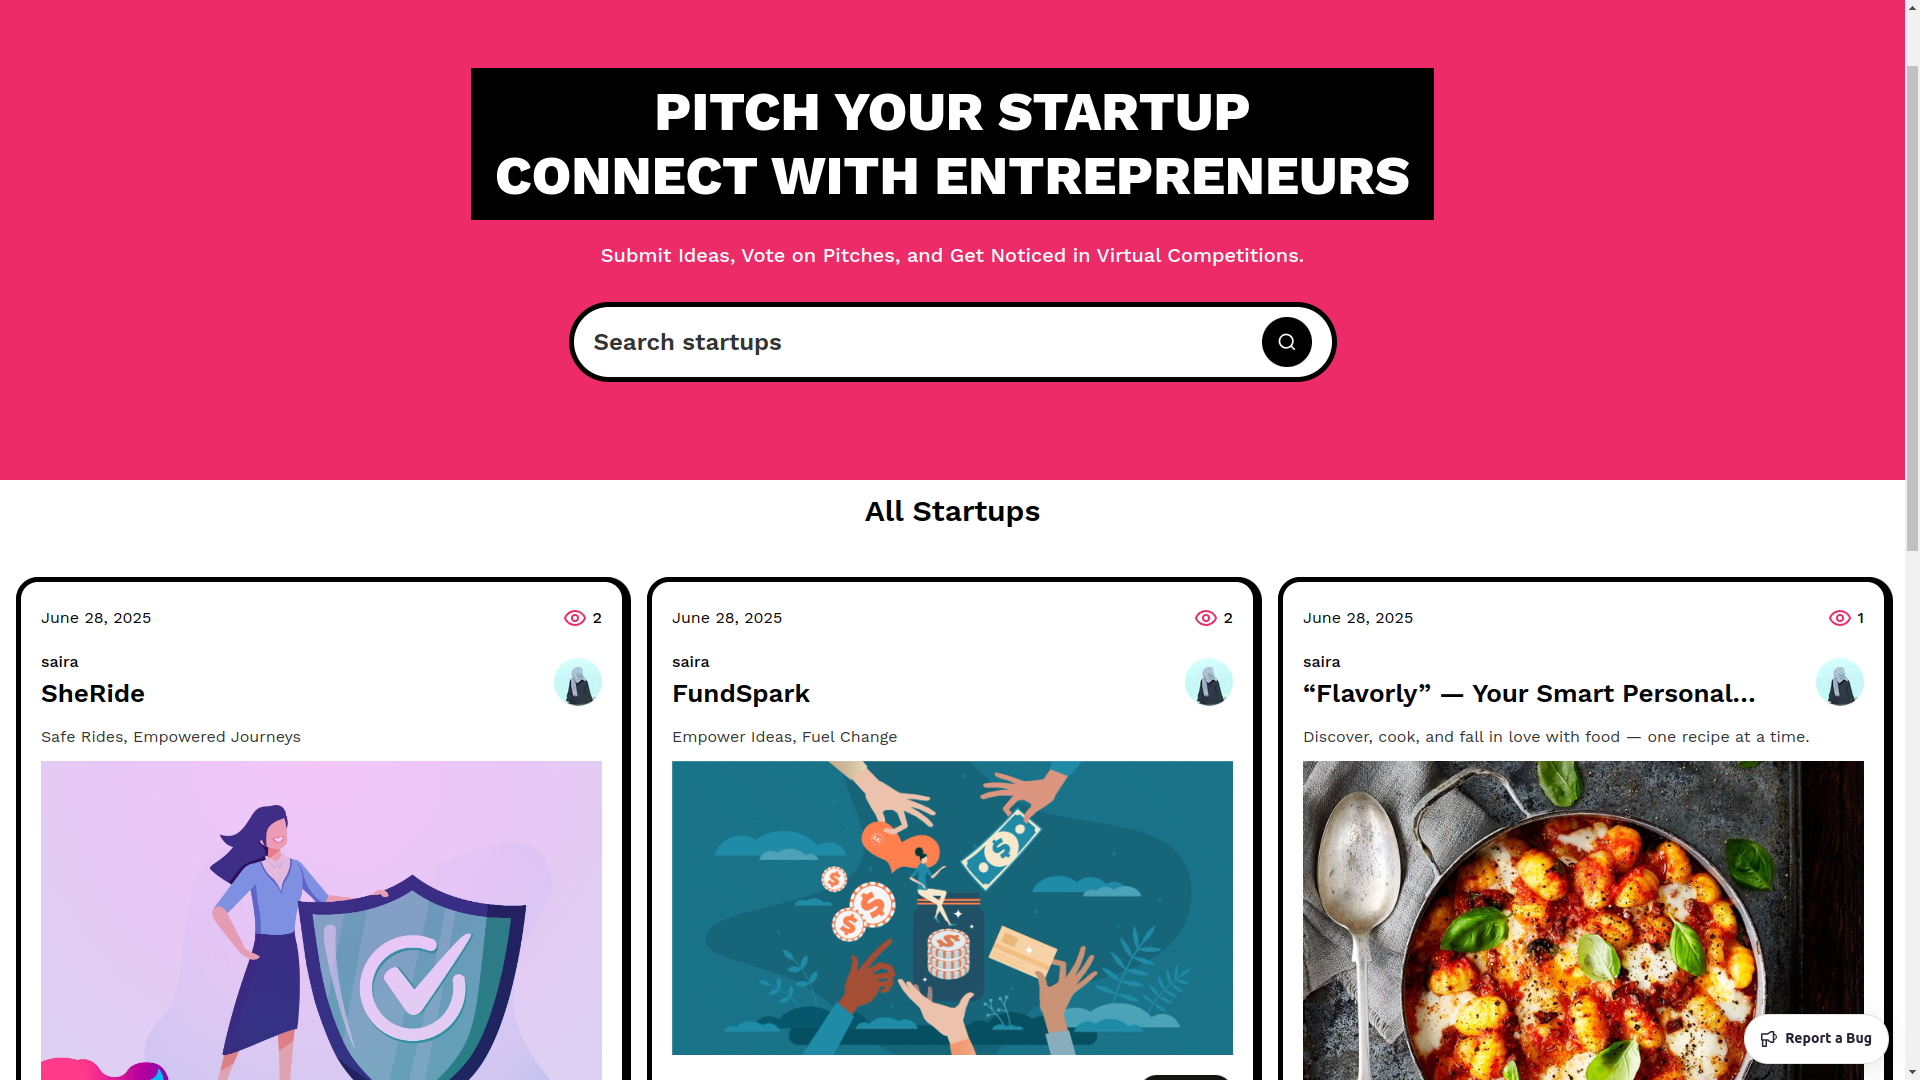 PITCH YOUR STARTUP
CONNECT WITH ENTREPRENEURS
Submit Ideas, Vote on Pitches, and Get Noticed in Virtual Competitions.
Search startups
All Startups
June 28, 2025
2
saira
SheRide
Safe Rides, Empowered Journeys
June 28, 2025
2
saira
FundSpark
Empower Ideas, Fuel Change
June 28, 2025
1
saira
“Flavorly” — Your Smart Personal...
Discover, cook, and fall in love with food — one recipe at a time.
Report a Bug